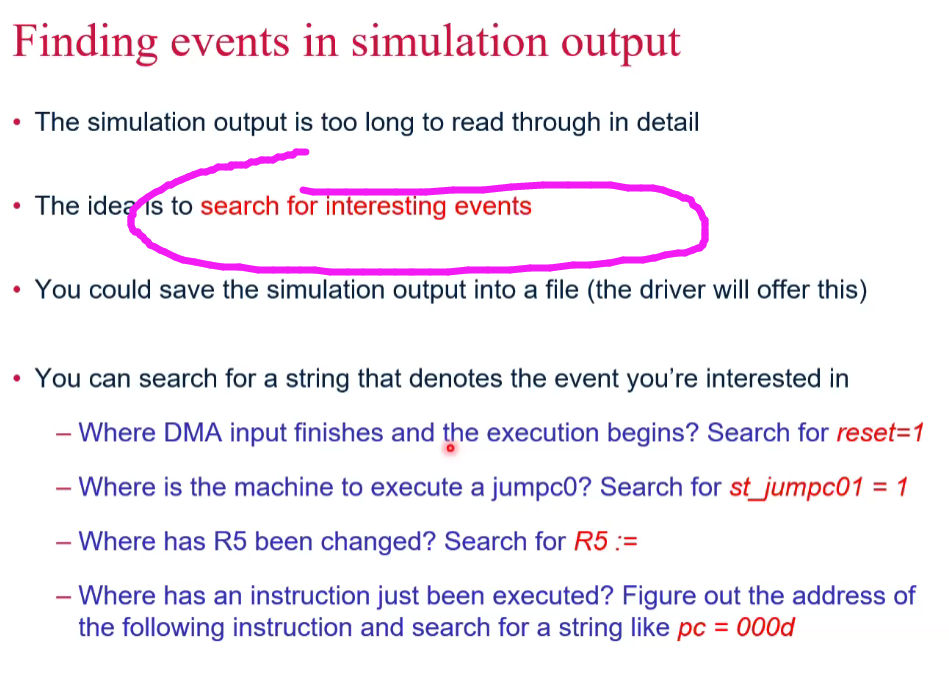 Finding events in simulation output
• The simulation output is too long to read through in detail
• The idea is to search for interesting events
• You could save the simulation output into a file (the driver will offer this)
• You can search for a string that denotes the event you’re interested in
– Where DMA input finishes and the execution begins? Search for reset=1
– Where is the machine to execute a jumpc0? Search for st_jumpc01 = 1
– Where has R5 been changed? Search for R5 :=
– Where has an instruction just been executed? Figure out the address of
the following instruction and search for a string like pc = 000d